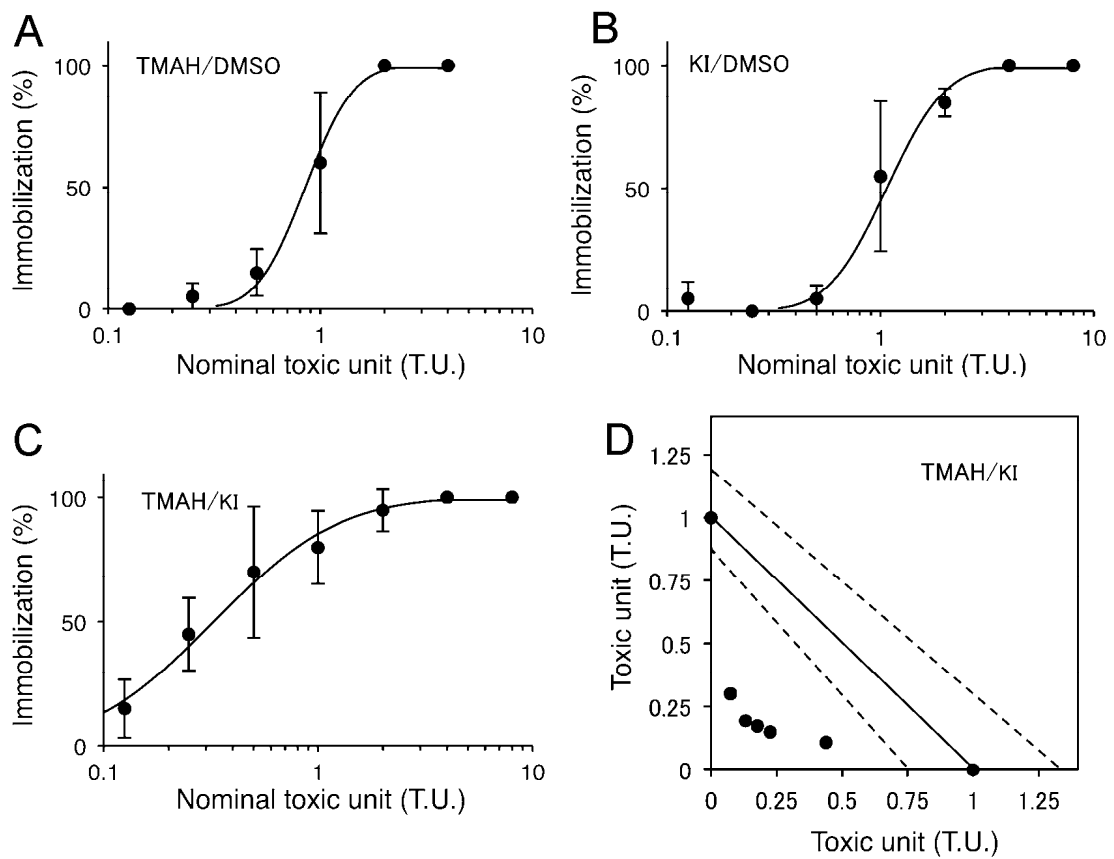 A
TMAH/DMSO
Immobilization (%)
100
50
0
0.1
1
10
Nominal toxic unit (T.U.)
B
KI/DMSO
Immobilization (%)
100
50
0
0.1
1
10
Nominal toxic unit (T.U.)
C
TMAH/KI
Immobilization (%)
100
50
0
0.1
1
10
Nominal toxic unit (T.U.)
D
TMAH/KI
Toxic unit (T.U.)
1.25
1
0.75
0.5
0.25
0
0
0.25
0.5
0.75
1
1.25
Toxic unit (T.U.)